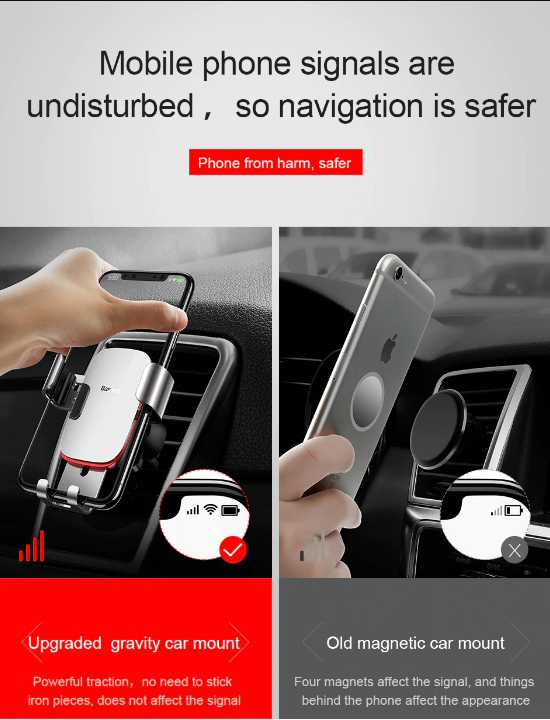 Mobile phone signals are
undisturbed ,  so navigation is safer
Phone from harm, safer
Upgraded  gravity car mount
Powerful traction， no need to stick
iron pieces, does not affect the signal
Old magnetic car mount
Four magnets affect the signal, and things
behind the phone affect the appearance